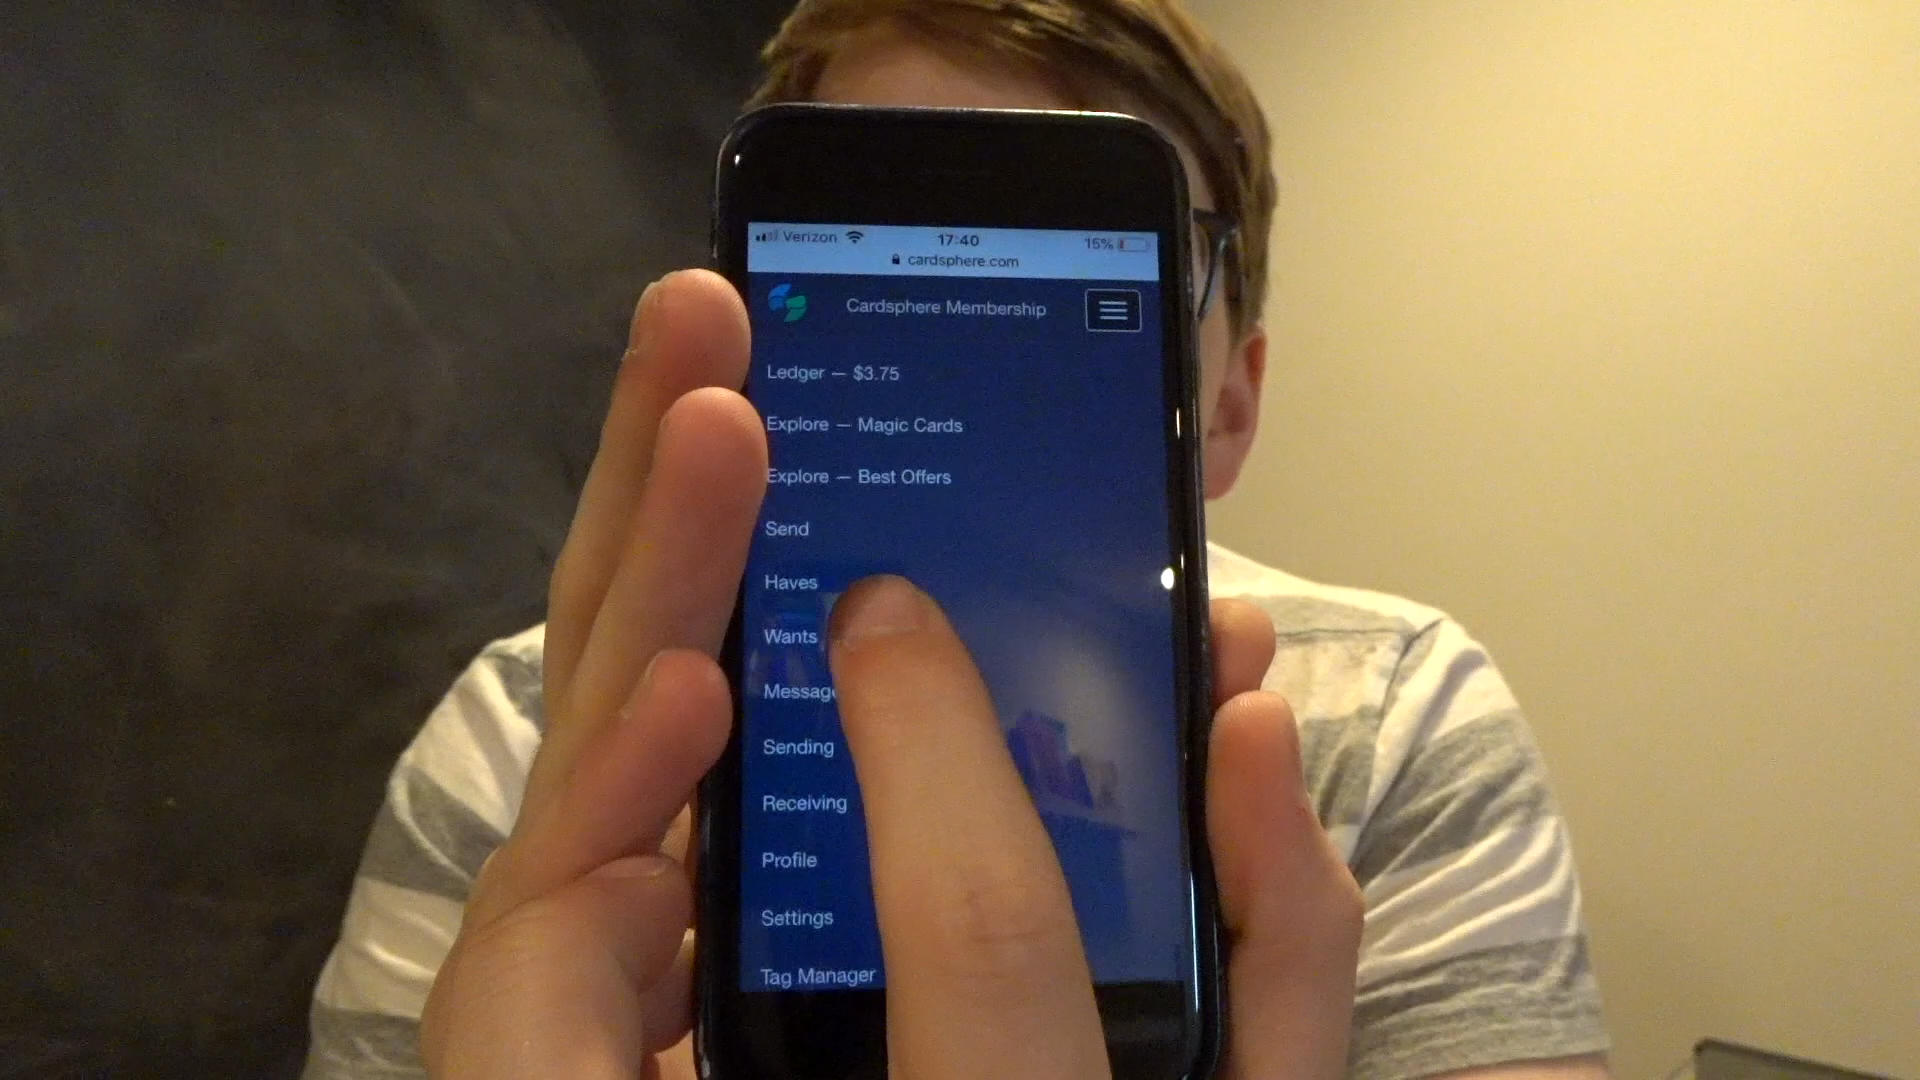 Verizon 17:40 15%
cardsphere.com
Cardsphere Membership
Ledger — $3.75
Explore — Magic Cards
Explore — Best Offers
Send
Haves
Wants
Message
Sending
Receiving
Profile
Settings
Tag Manager